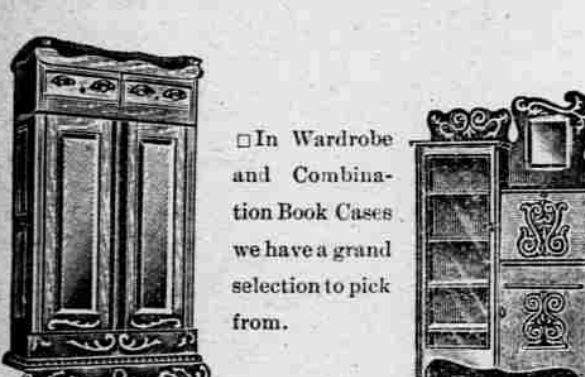 □In Wardrobe
and Combina-
tion Book Cases
we have a grand
selection to pick
from.